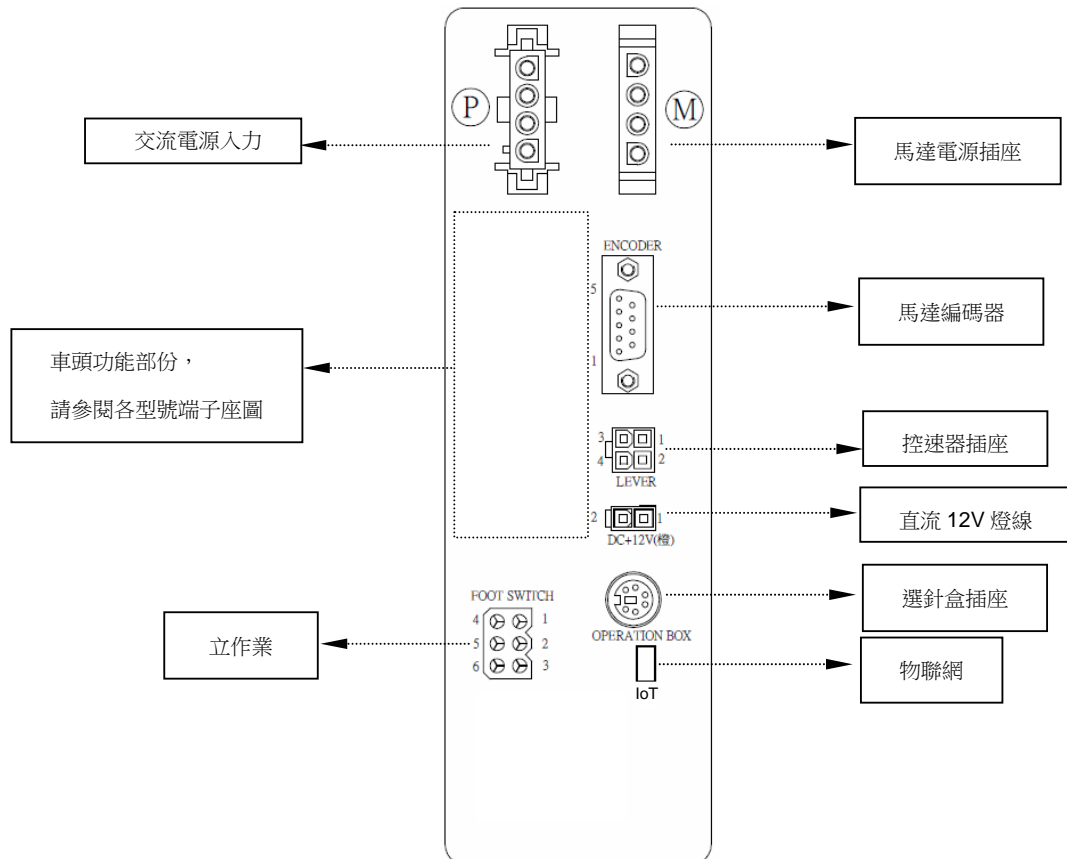 P
M
交流電源入力
馬達電源插座
ENCODER
5
1
馬達編碼器
車頭功能部份，
請參閱各型號端子座圖
3 1
4 2
LEVER
控速器插座
2 1
DC+12V(橙)
直流 12V 燈線
FOOT SWITCH
4 1
5 2
6 3
立作業
OPERATION BOX
選針盒插座
IoT
物聯網